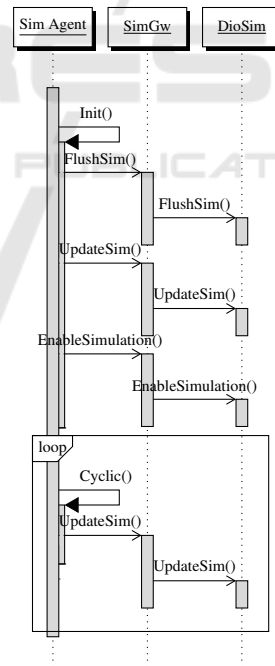 Sim Agent SimGw DioSim
Init()
FlushSim()
FlushSim()
UpdateSim()
UpdateSim()
EnableSimulation()
EnableSimulation()
loop
Cyclic()
UpdateSim()
UpdateSim()